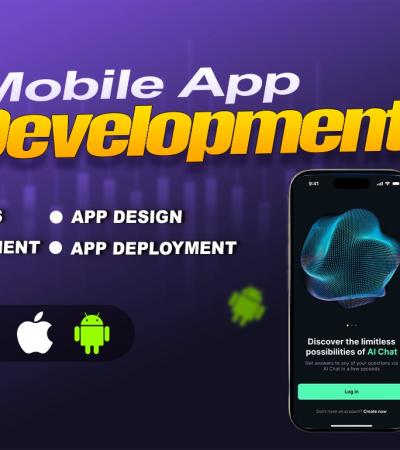 Mobile App
Development
S
APP DESIGN
MENT
APP DEPLOYMENT
9:41
Discover the limitless
possibilities of AI Chat
Get answers to any of your questions via
AI Chat in a few seconds
Log in
Don't have an account? Create now